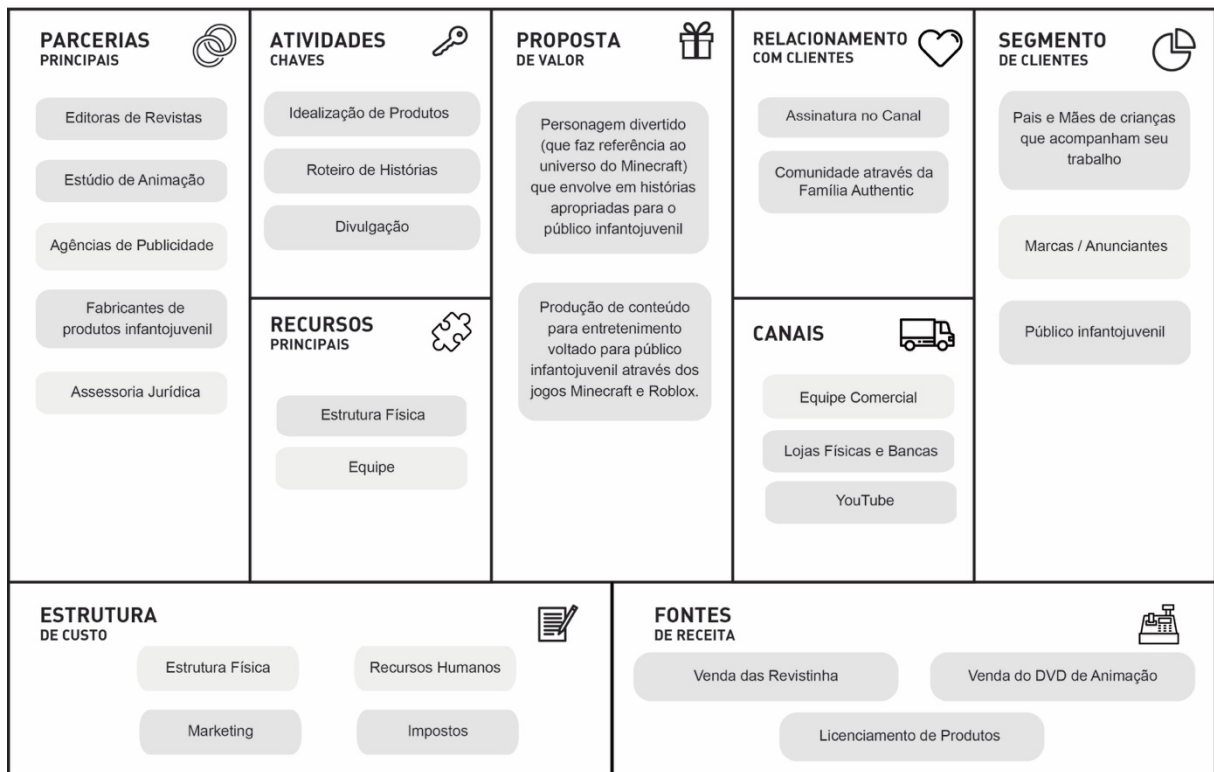 PARCERIAS
PRINCIPAIS
Editoras de Revistas
Estúdio de Animação
Agências de Publicidade
Fabricantes de
produtos infantojuvenil
Assessoria Jurídica
ATIVIDADES
CHAVES
Idealização de Produtos
Roteiro de Histórias
Divulgação
RECURSOS
PRINCIPAIS
Estrutura Física
Equipe
PROPOSTA
DE VALOR
Personagem divertido
(que faz referência ao
universo do Minecraft)
que envolve em histórias
apropriadas para o
público infantojuvenil
Produção de conteúdo
para entretenimento
voltado para público
infantojuvenil através dos
jogos Minecraft e Roblox.
RELACIONAMENTO
COM CLIENTES
Assinatura no Canal
Comunidade através da
Família Authentic
CANAIS
Equipe Comercial
Lojas Físicas e Bancas
YouTube
SEGMENTO
DE CLIENTES
Pais e Mães de crianças
que acompanham seu
trabalho
Marcas / Anunciantes
Público infantojuvenil
ESTRUTURA
DE CUSTO
Estrutura Física
Recursos Humanos
Marketing
Impostos
FONTES
DE RECEITA
Venda das Revistinha
Venda do DVD de Animação
Licenciamento de Produtos